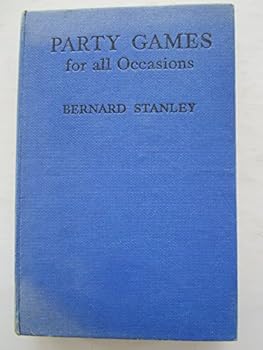 PARTY GAMES
for all Occasions
BERNARD STANLEY